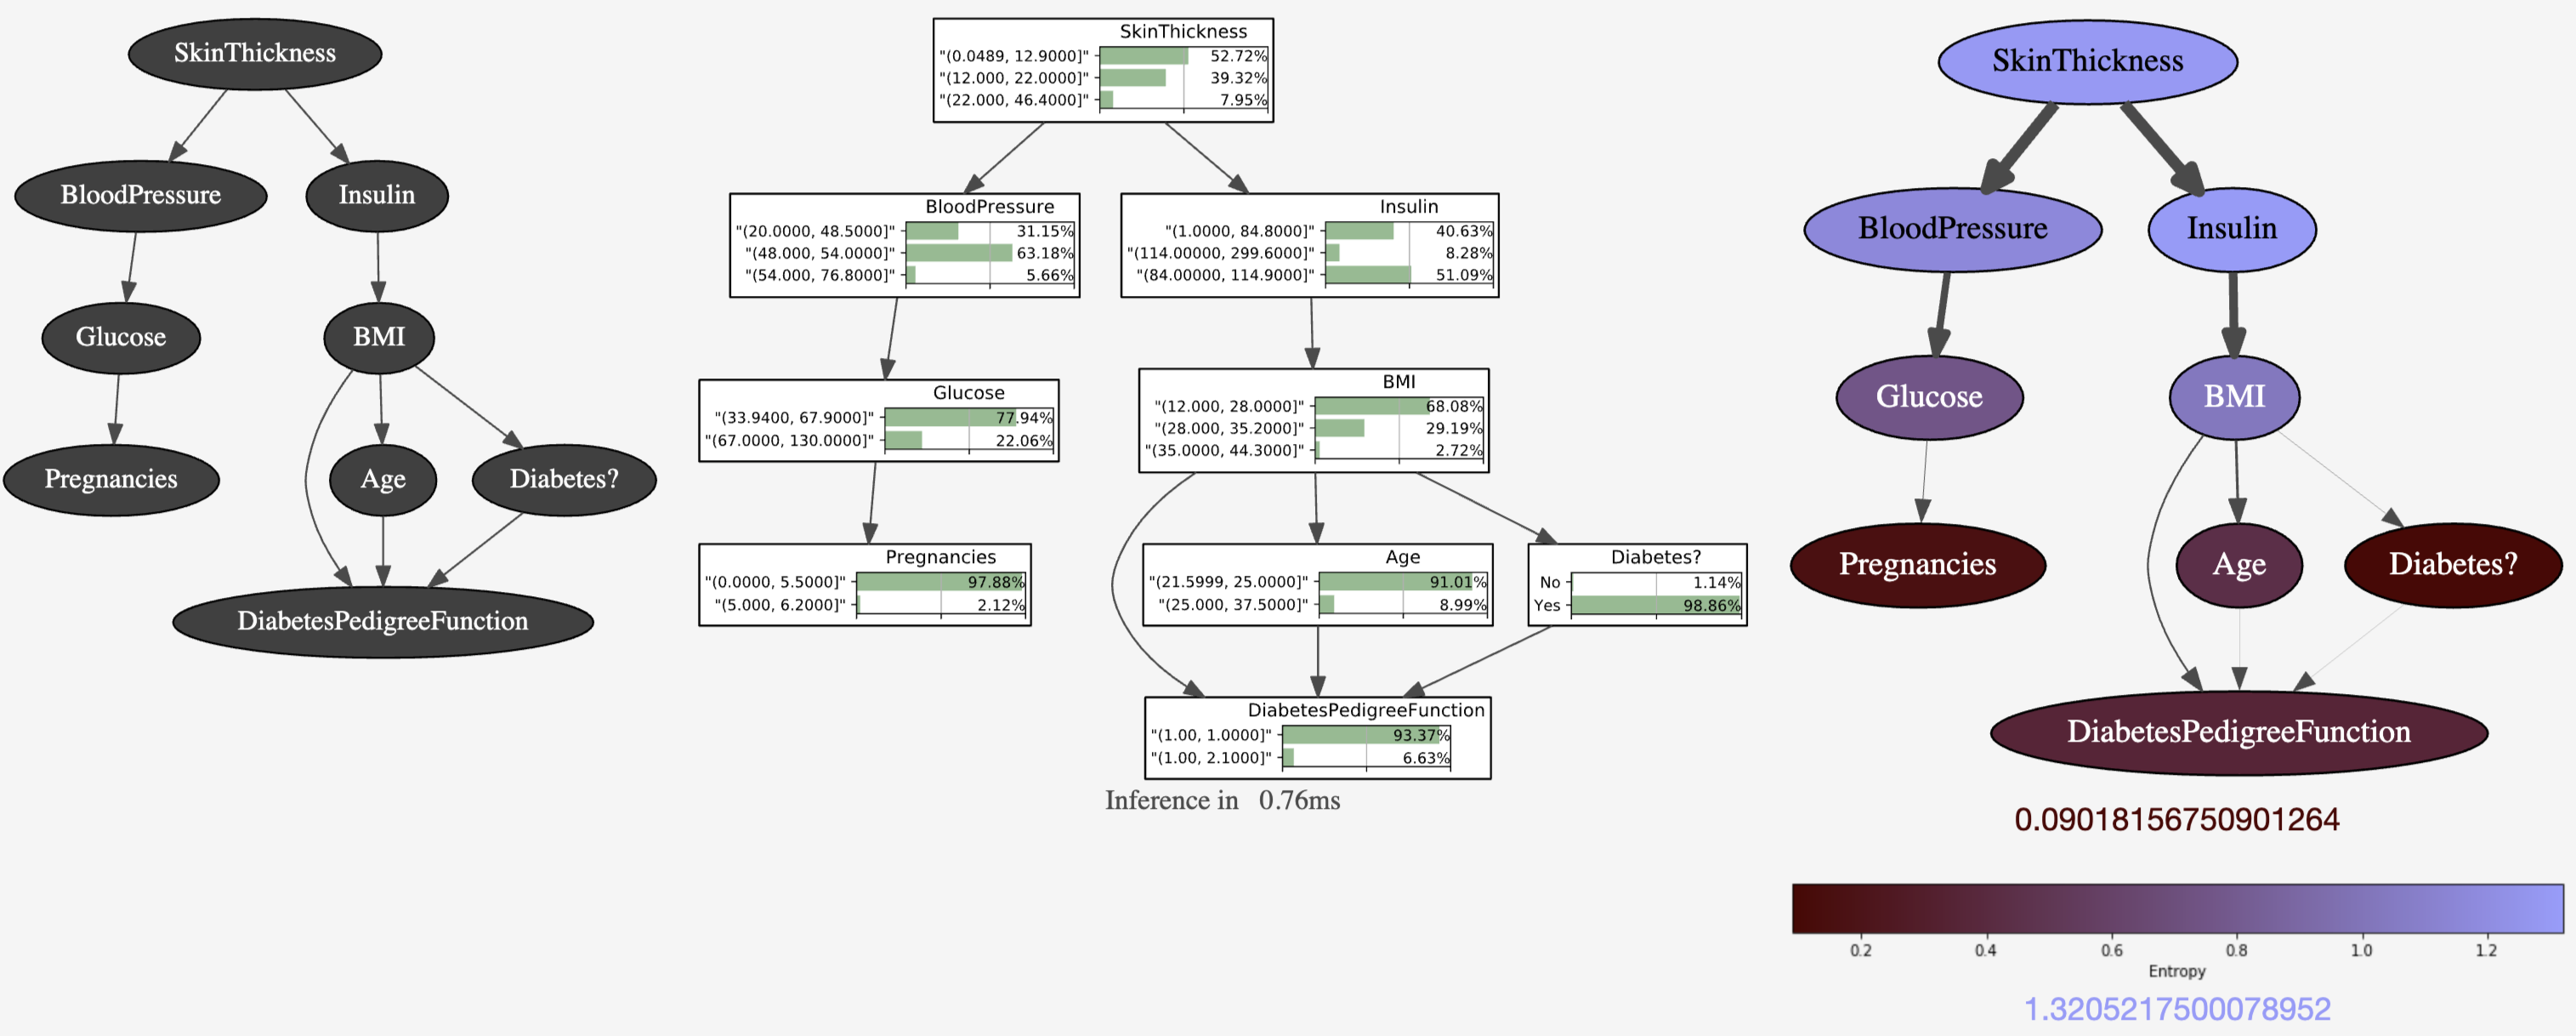 SkinThickness
BloodPressure
Insulin
Glucose
BMI
Pregnancies
Age
Diabetes?
DiabetesPedigreeFunction
SkinThickness
"(0.0489, 12.9000]" 52.72%
"(12.000, 22.0000]" 39.32%
"(22.000, 46.4000]" 7.95%
BloodPressure
"(20.0000, 48.5000]" 31.15%
"(48.000, 54.0000]" 63.18%
"(54.000, 76.8000]" 5.66%
Insulin
"(1.0000, 84.8000]" 40.63%
"(114.00000, 299.6000]" 8.28%
"(84.00000, 114.9000]" 51.09%
Glucose
"(33.9400, 67.9000]" 77.94%
"(67.0000, 130.0000]" 22.06%
BMI
"(12.000, 28.0000]" 68.08%
"(28.000, 35.2000]" 29.19%
"(35.0000, 44.3000]" 2.72%
Pregnancies
"(0.0000, 5.5000]" 97.88%
"(5.000, 6.2000]" 2.12%
Age
"(21.5999, 25.0000]" 91.01%
"(25.000, 37.5000]" 8.99%
Diabetes?
No 1.14%
Yes 98.86%
DiabetesPedigreeFunction
"(1.00, 1.0000]" 93.37%
"(1.00, 2.1000]" 6.63%
Inference in 0.76ms
SkinThickness
BloodPressure
Insulin
Glucose
BMI
Pregnancies
Age
Diabetes?
DiabetesPedigreeFunction
0.09018156750901264
0.2 0.4 0.6 0.8 1.0 1.2
Entropy
1.3205217500078952